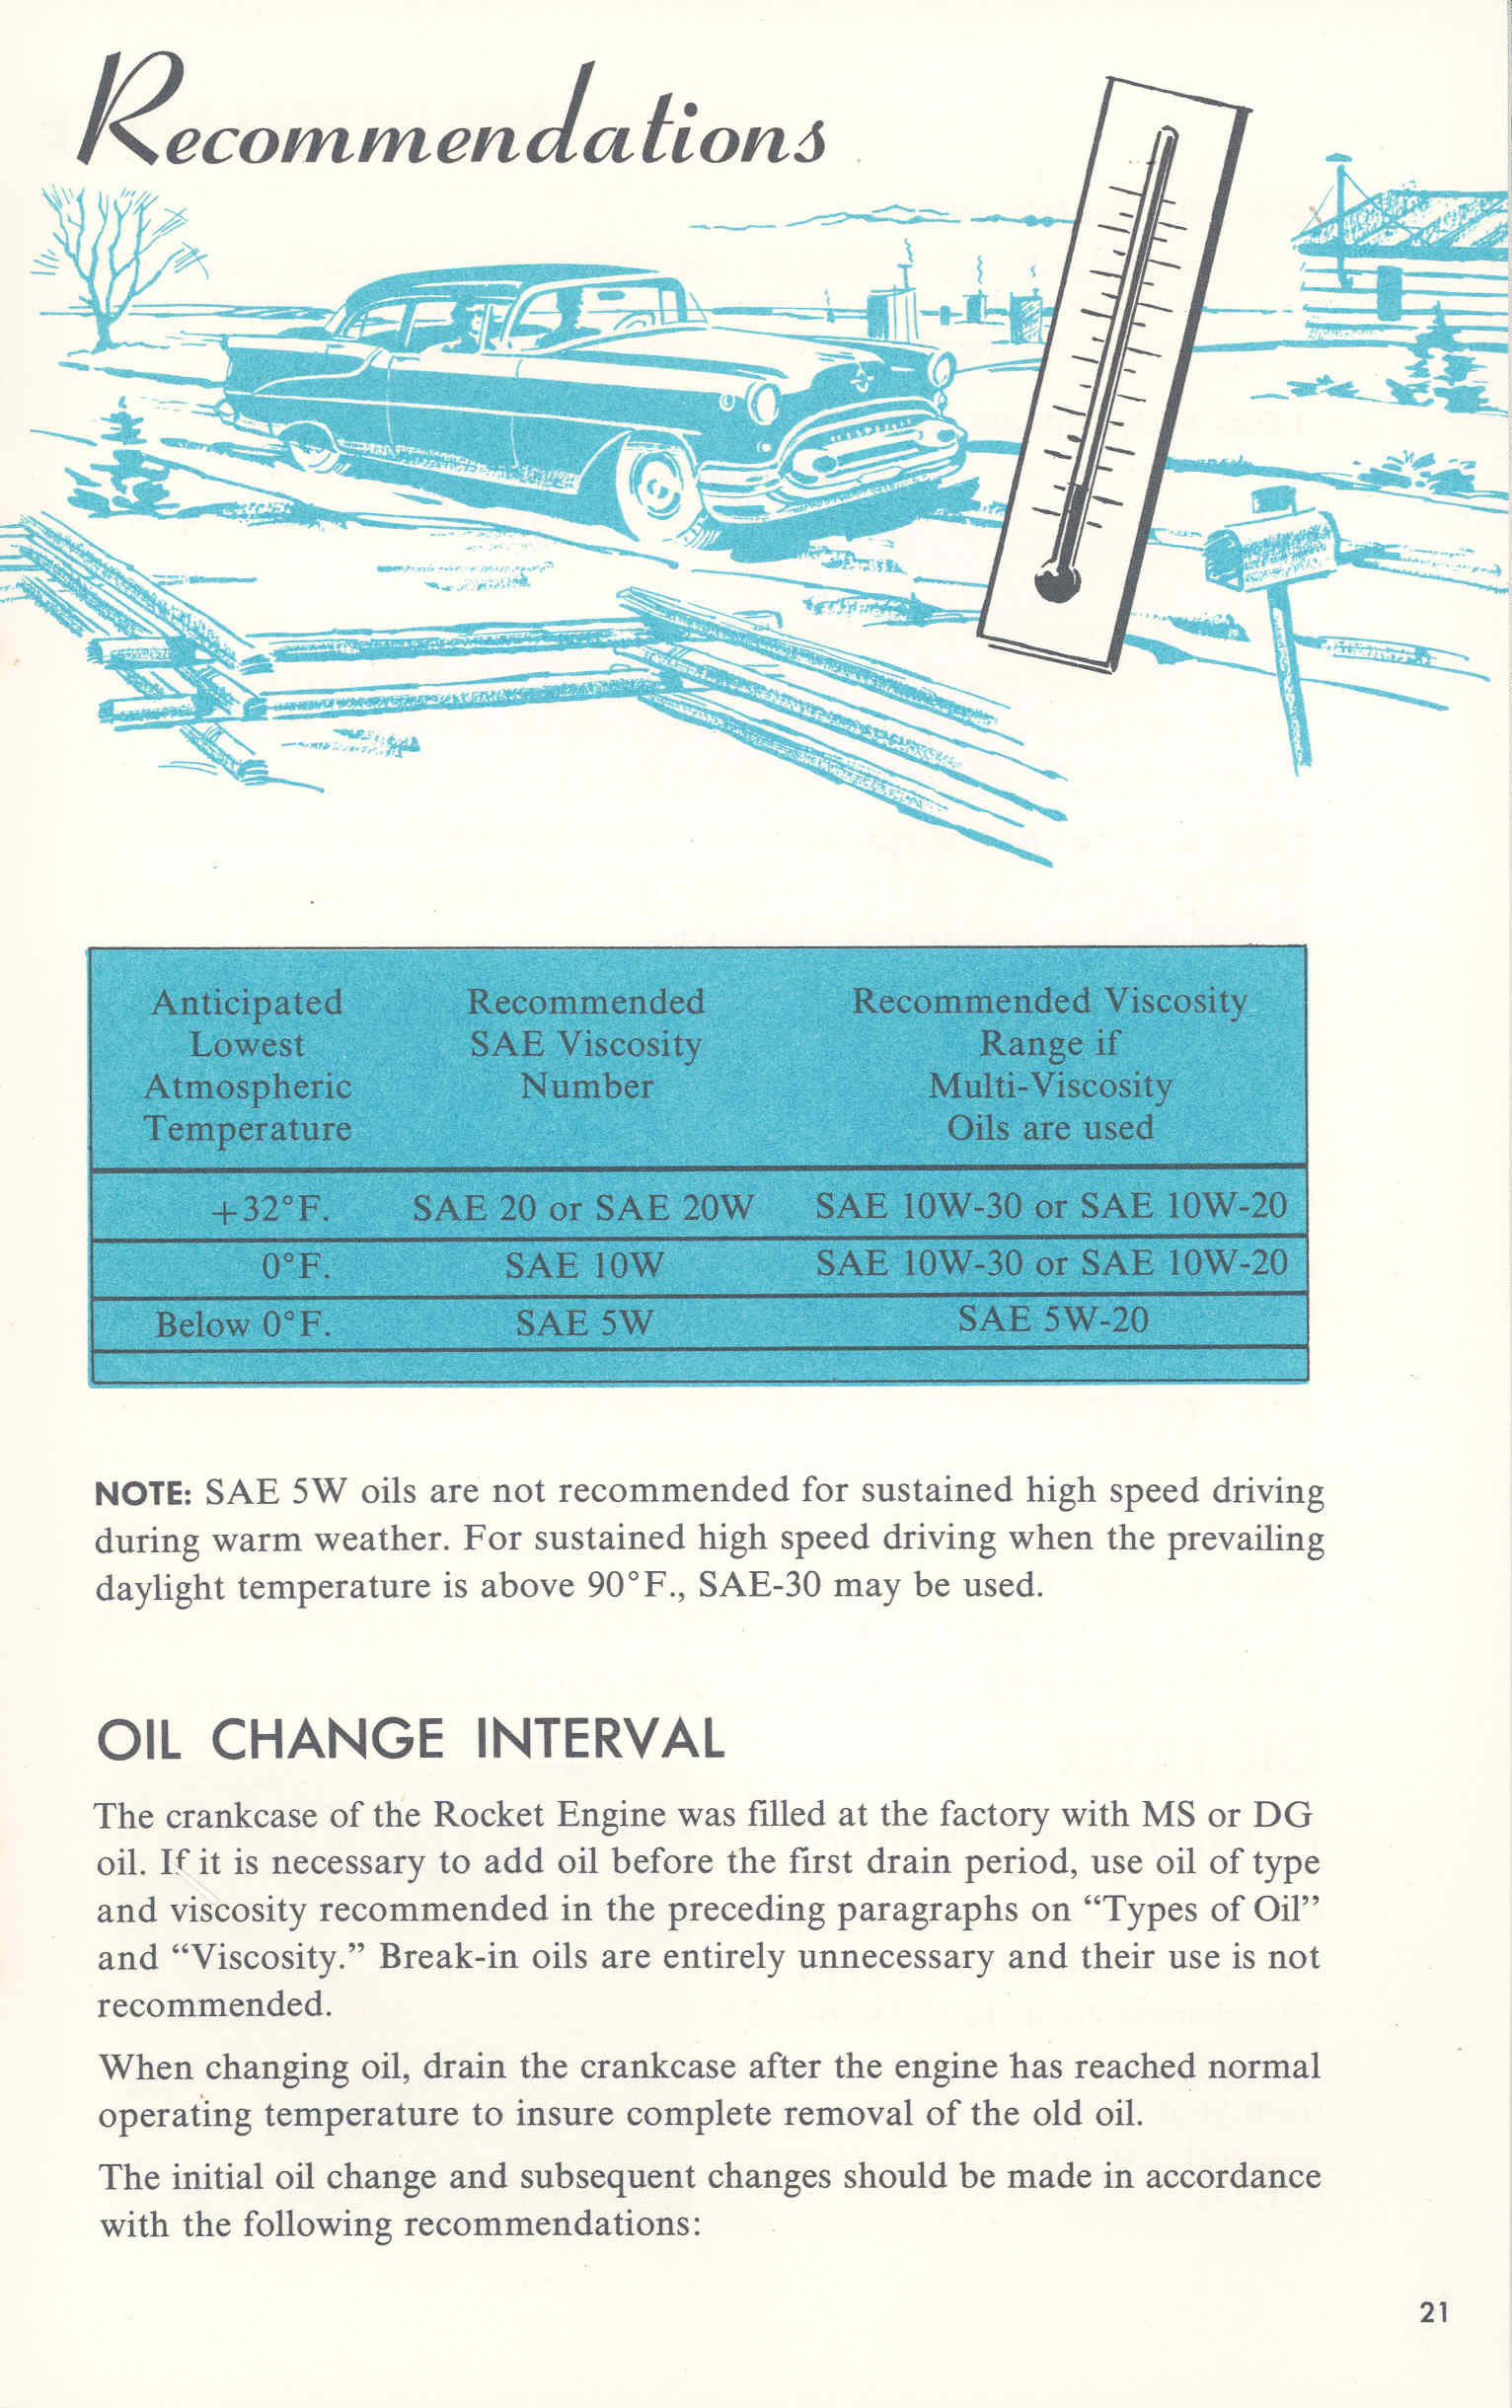 Recommendations
Anticipated Lowest Atmospheric Temperature
Recommended SAE Viscosity Number
Recommended Viscosity Range if Multi-Viscosity Oils are used
+32°F. SAE 20 or SAE 20W SAE 10W-30 or SAE 10W-20
0°F. SAE 10W SAE 10W-30 or SAE 10W-20
Below 0°F. SAE 5W SAE 5W-20
NOTE: SAE 5W oils are not recommended for sustained high speed driving
during warm weather. For sustained high speed driving when the prevailing
daylight temperature is above 90°F., SAE-30 may be used.
OIL CHANGE INTERVAL
The crankcase of the Rocket Engine was filled at the factory with MS or DG
oil. If it is necessary to add oil before the first drain period, use oil of type
and viscosity recommended in the preceding paragraphs on “Types of Oil”
and “Viscosity.” Break-in oils are entirely unnecessary and their use is not
recommended.
When changing oil, drain the crankcase after the engine has reached normal
operating temperature to insure complete removal of the old oil.
The initial oil change and subsequent changes should be made in accordance
with the following recommendations:
21